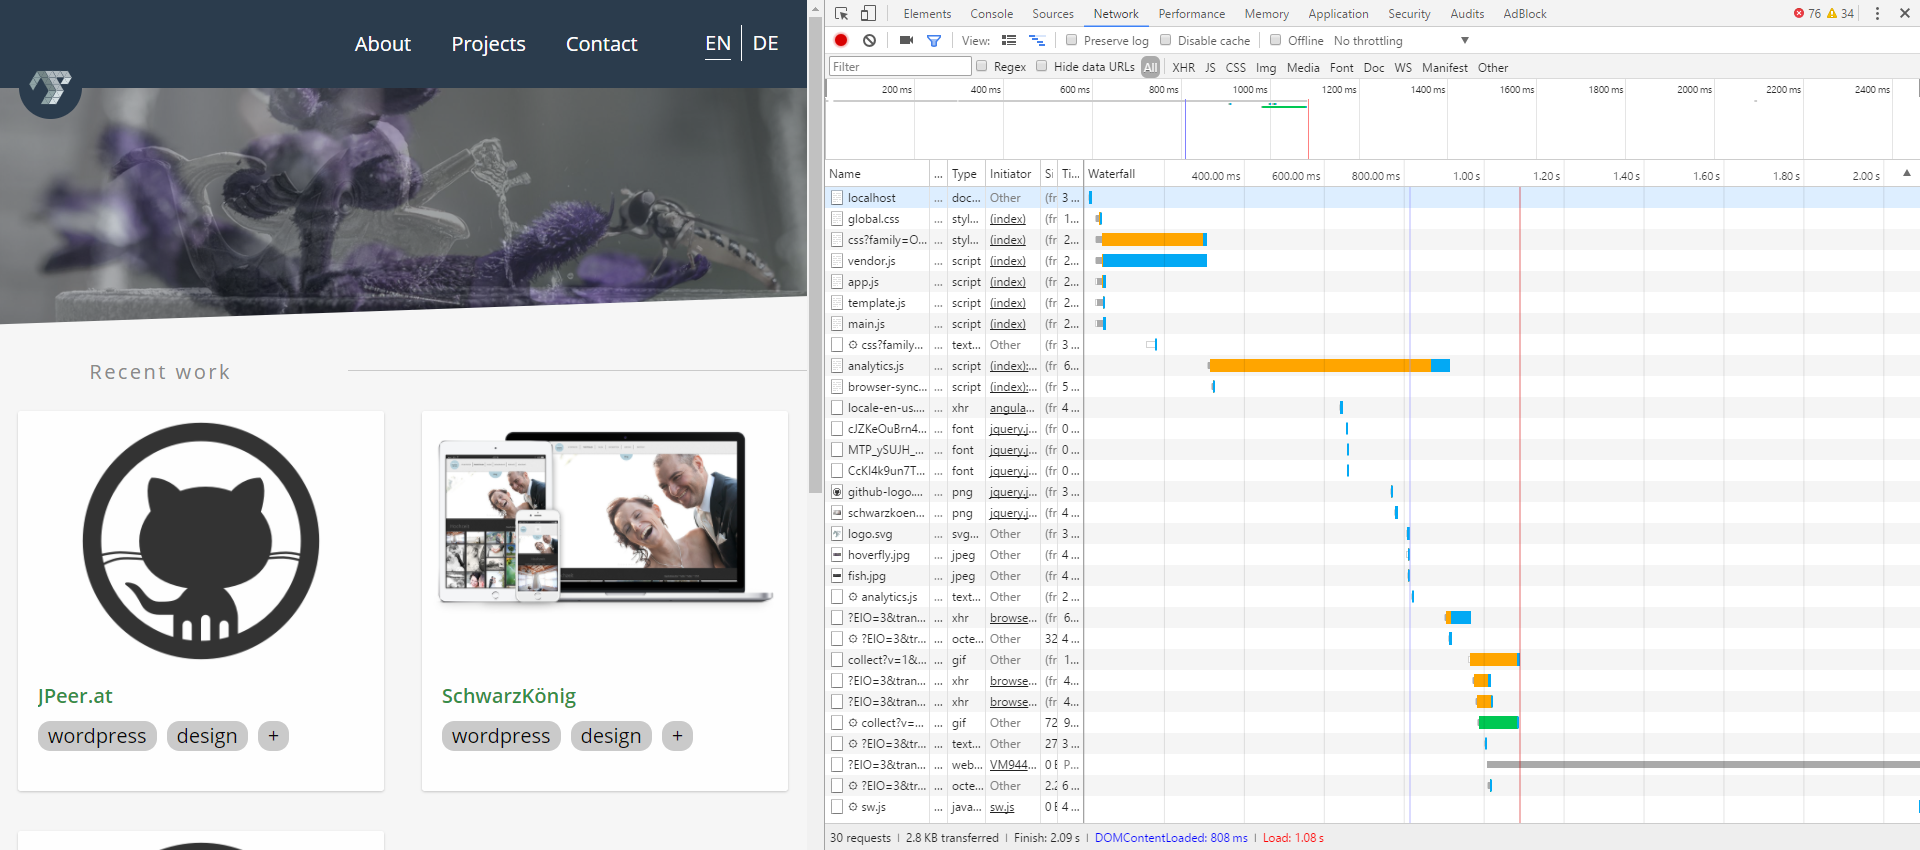 About Projects Contact EN DE
Recent work
JPeer.at
wordpress design +
SchwarzKönig
wordpress design +
Elements Console Sources Network Performance Memory Application Security Audits AdBlock 76 34
View: Preserve log Disable cache Offline No throttling
Filter Regex Hide data URLs All XHR JS CSS Img Media Font Doc WS Manifest Other
200 ms 400 ms 600 ms 800 ms 1000 ms 1200 ms 1400 ms 1600 ms 1800 ms 2000 ms 2200 ms 2400 ms
Name ... Type Initiator Si Ti... Waterfall 400.00 ms 600.00 ms 800.00 ms 1.00 s 1.20 s 1.40 s 1.60 s 1.80 s 2.00 s
localhost ... doc... Other (fr 3 ...
global.css ... styl... (index) (fr 1...
css?family=O... ... styl... (index) (fr 2...
vendor.js ... script (index) (fr 2...
app.js ... script (index) (fr 2...
template.js ... script (index) (fr 2...
main.js ... script (index) (fr 2...
css?family... ... text... Other (fr 3 ...
analytics.js ... script (index):... (fr 6...
browser-sync... ... script (index):... (fr 5 ...
locale-en-us.... ... xhr angula... (fr 4 ...
cJZKeOuBrn4... ... font jquery.j... (fr 0 ...
MTP_ySUJH_... ... font jquery.j... (fr 0 ...
CcKI4k9un7T... ... font jquery.j... (fr 0 ...
github-logo.... ... png jquery.j... (fr 3 ...
schwarzkoen... ... png jquery.j... (fr 4 ...
logo.svg ... svg... Other (fr 3 ...
hoverfly.jpg ... jpeg Other (fr 4 ...
fish.jpg ... jpeg Other (fr 4 ...
analytics.js ... text... Other (fr 2 ...
?EIO=3&tran... ... xhr browse... (fr 6...
?EIO=3&tr... ... octe... Other 32 4 ...
collect?v=1&... ... gif Other (fr 1...
?EIO=3&tran... ... xhr browse... (fr 4...
?EIO=3&tran... ... xhr browse... (fr 4...
collect?v=... ... gif Other 72 9...
?EIO=3&tr... ... text... Other 27 3 ...
?EIO=3&tran... ... web... VM944... 0 E P...
?EIO=3&tr... ... octe... Other 2.2 6 ...
sw.js ... java... sw.js 0 E 4 ...
30 requests | 2.8 KB transferred | Finish: 2.09 s | DOMContentLoaded: 808 ms | Load: 1.08 s